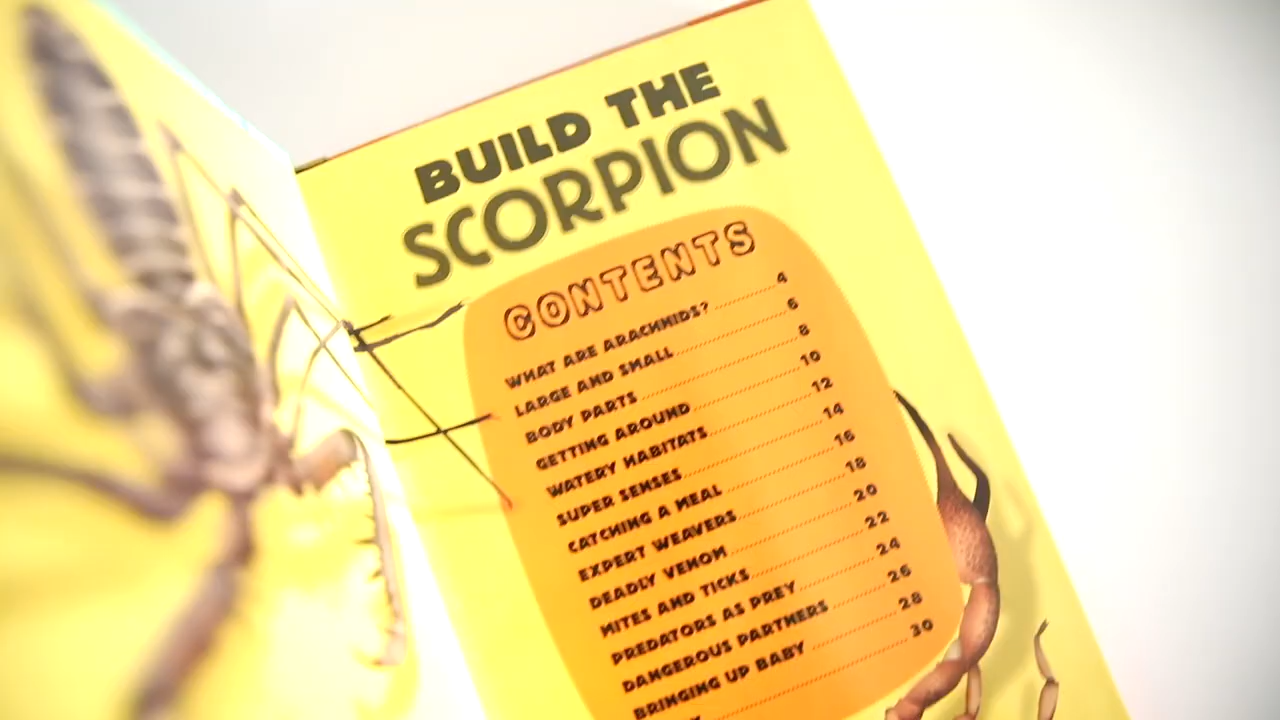 BUILD THE
SCORPION
CONTENTS
WHAT ARE ARACHNIDS? 4
LARGE AND SMALL 6
BODY PARTS 8
GETTING AROUND 10
WATERY HABITATS 12
SUPER SENSES 14
CATCHING A MEAL 16
EXPERT WEAVERS 18
DEADLY VENOM 20
MITES AND TICKS 22
PREDATORS AS PREY 24
DANGEROUS PARTNERS 26
BRINGING UP BABY 28
30